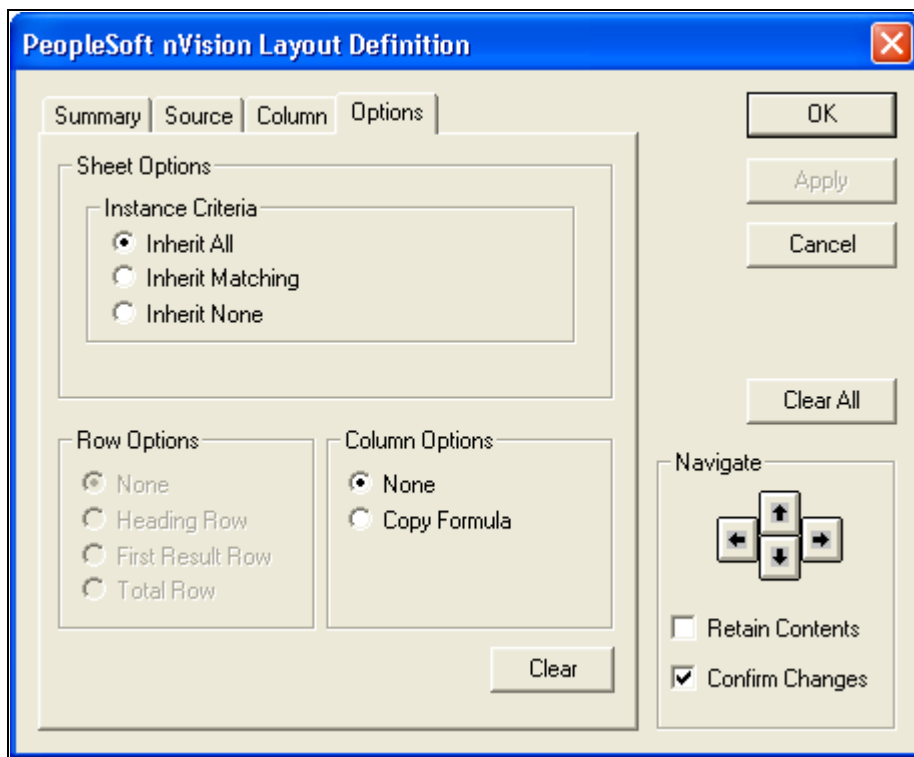 PeopleSoft nVision Layout Definition
Summary Source Column Options
OK
Apply
Cancel
Clear All
Sheet Options
Instance Criteria
Inherit All
Inherit Matching
Inherit None
Row Options
None
Heading Row
First Result Row
Total Row
Column Options
None
Copy Formula
Clear
Navigate
Retain Contents
Confirm Changes